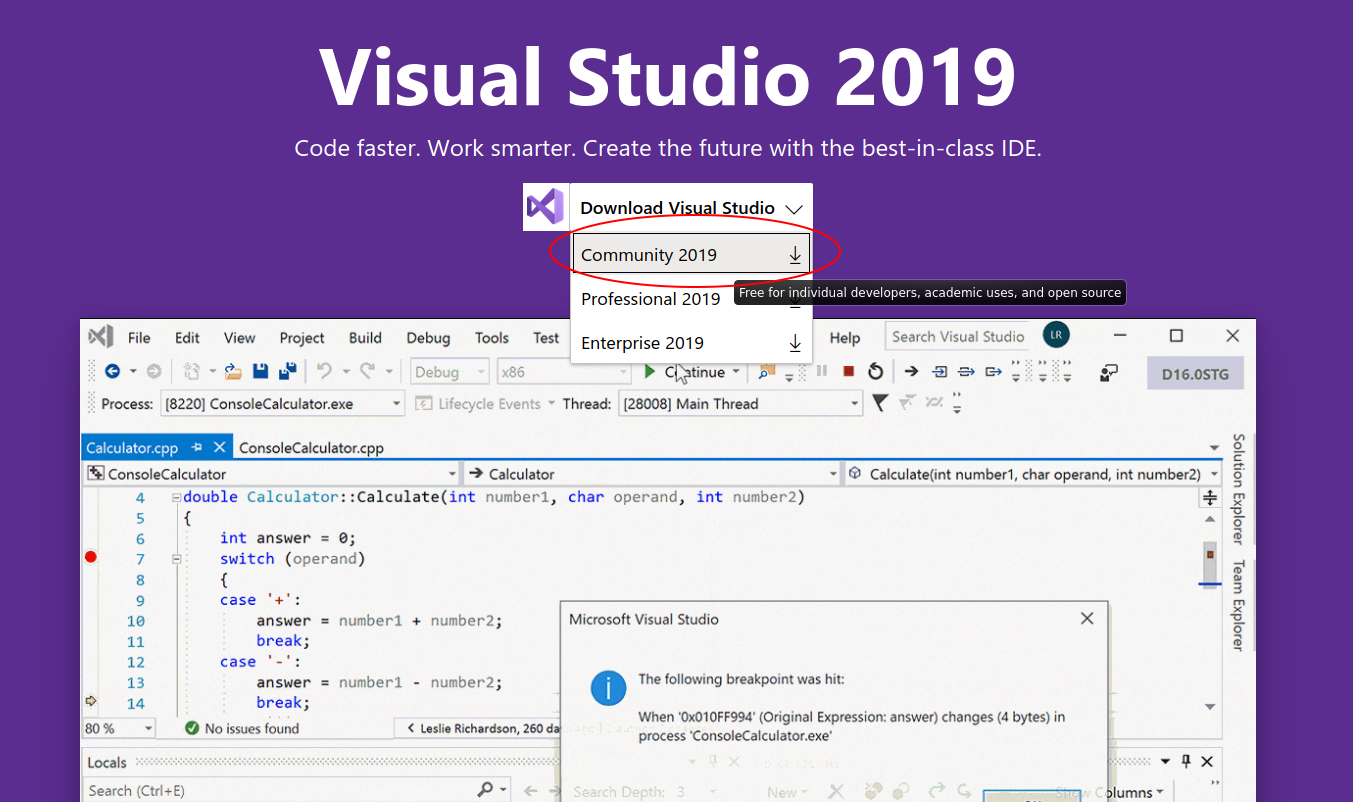 Visual Studio 2019
Code faster. Work smarter. Create the future with the best-in-class IDE.
Download Visual Studio
Community 2019
Professional 2019
Free for individual developers, academic uses, and open source
Enterprise 2019
File Edit View Project Build Debug Tools Test Help Search Visual Studio LR
Debug x86 Continue D16.0STG
Process: [8220] ConsoleCalculator.exe Lifecycle Events Thread: [28008] Main Thread
Calculator.cpp ConsoleCalculator.cpp
ConsoleCalculator Calculator Calculate(int number1, char operand, int number2)
Solution Explorer
Team Explorer
4 double Calculator::Calculate(int number1, char operand, int number2)
5 {
6 int answer = 0;
7 switch (operand)
8 {
9 case '+':
10 answer = number1 + number2;
11 break;
12 case '-':
13 answer = number1 - number2;
14 break;
80 % No issues found Leslie Richardson, 260
Microsoft Visual Studio
The following breakpoint was hit:
When '0x010FF994' (Original Expression: answer) changes (4 bytes) in
process 'ConsoleCalculator.exe'
Locals
Search (Ctrl+E) Search Depth: 3 New Show Columns